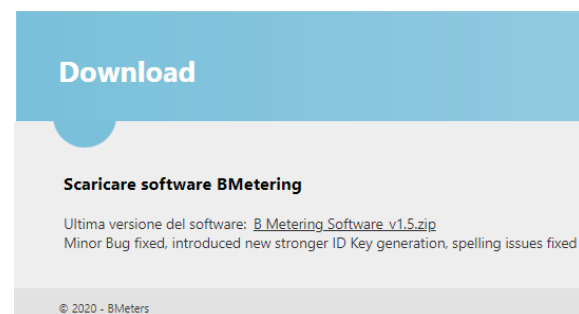 Download
Scaricare software BMetering
Ultima versione del software: B Metering Software v1.5.zip
Minor Bug fixed, introduced new stronger ID Key generation, spelling issues fixed
© 2020 - BMeters